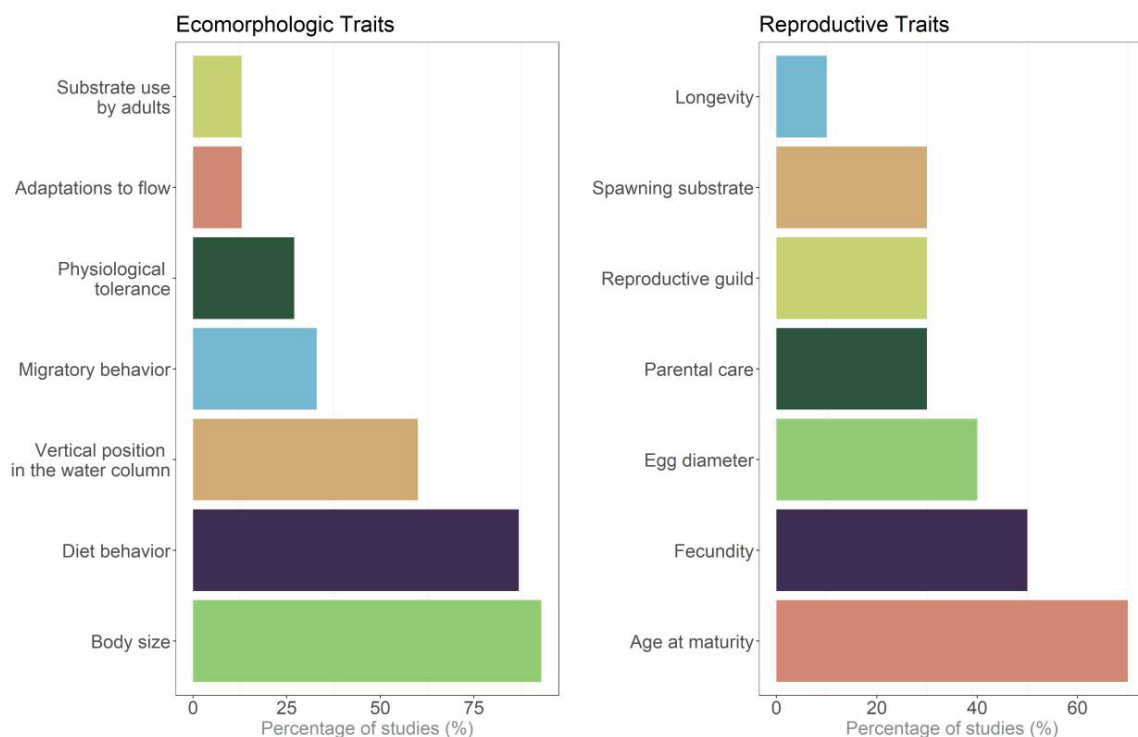 Ecomorphologic Traits
Substrate use
by adults
Adaptations to flow
Physiological
tolerance
Migratory behavior
Vertical position
in the water column
Diet behavior
Body size
0 25 50 75
Percentage of studies (%)
Reproductive Traits
Longevity
Spawning substrate
Reproductive guild
Parental care
Egg diameter
Fecundity
Age at maturity
0 20 40 60
Percentage of studies (%)